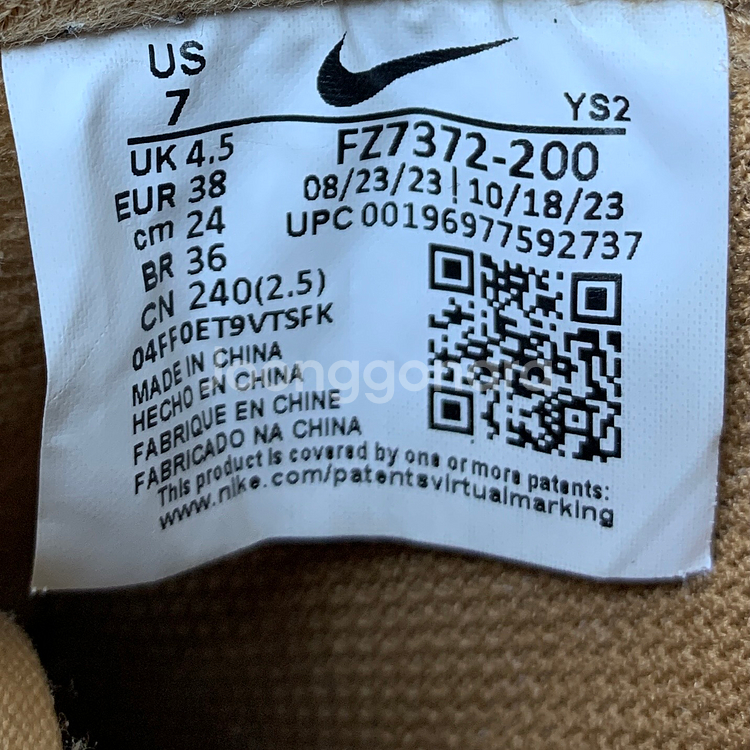 US
7
YS2
UK 4.5
EUR 38
cm 24
BR 36
CN 240(2.5)
FZ7372-200
08/23/23 | 10/18/23
UPC 00196977592737
04FF0ET9VTSFK
MADE IN CHINA
HECHO EN CHINA
FABRIQUE EN CHINE
FABRICADO NA CHINA
This product is covered by one or more patents:
www.nike.com/patentsvirtualmarking